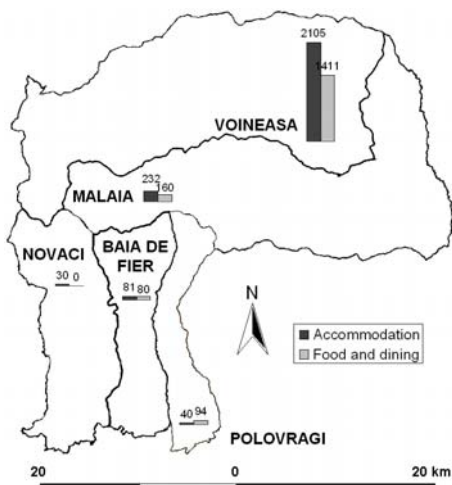 2105
1411
VOINEASA
232
160
MALAIA
NOVACI
BAIA DE
FIER
30 0
81 80
N
Accommodation
Food and dining
40 94
POLOVRAGI
20 0 20 km